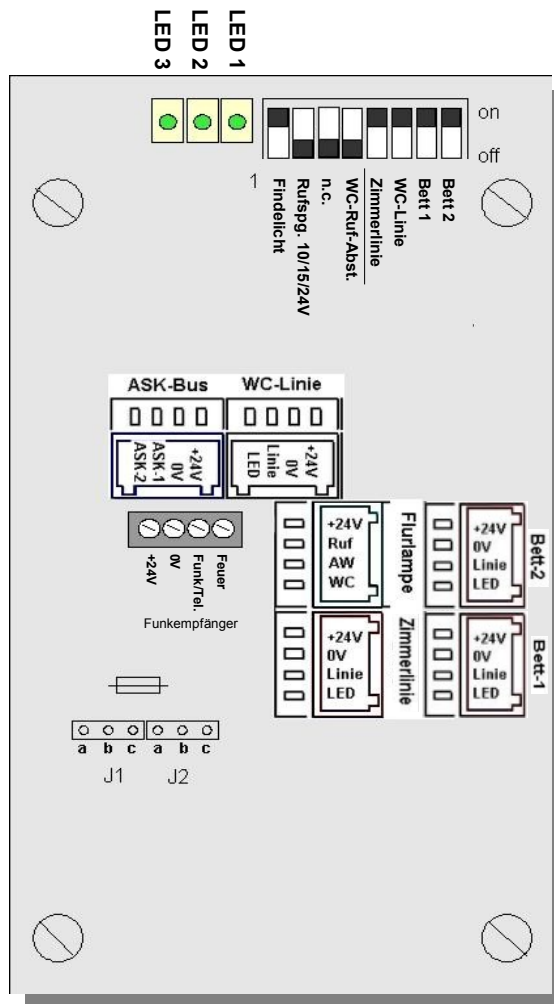 LED 3
LED 2
LED 1
on
off
1
Findelicht
Rufspg. 10/15/24V
n.c.
WC-Ruf-Abst.
Zimmerlinie
WC-Linie
Bett 1
Bett 2
ASK-Bus
WC-Linie
ASK-2
ASK-1
0V
+24V
LED
Linie
0V
+24V
+24V
0V
Funk/Tel.
Feuer
Funkempfänger
+24V
Ruf
AW
WC
Flurlampe
+24V
0V
Linie
LED
Bett-2
+24V
0V
Linie
LED
Zimmerlinie
+24V
0V
Linie
LED
Bett-1
a b c a b c
J1 J2